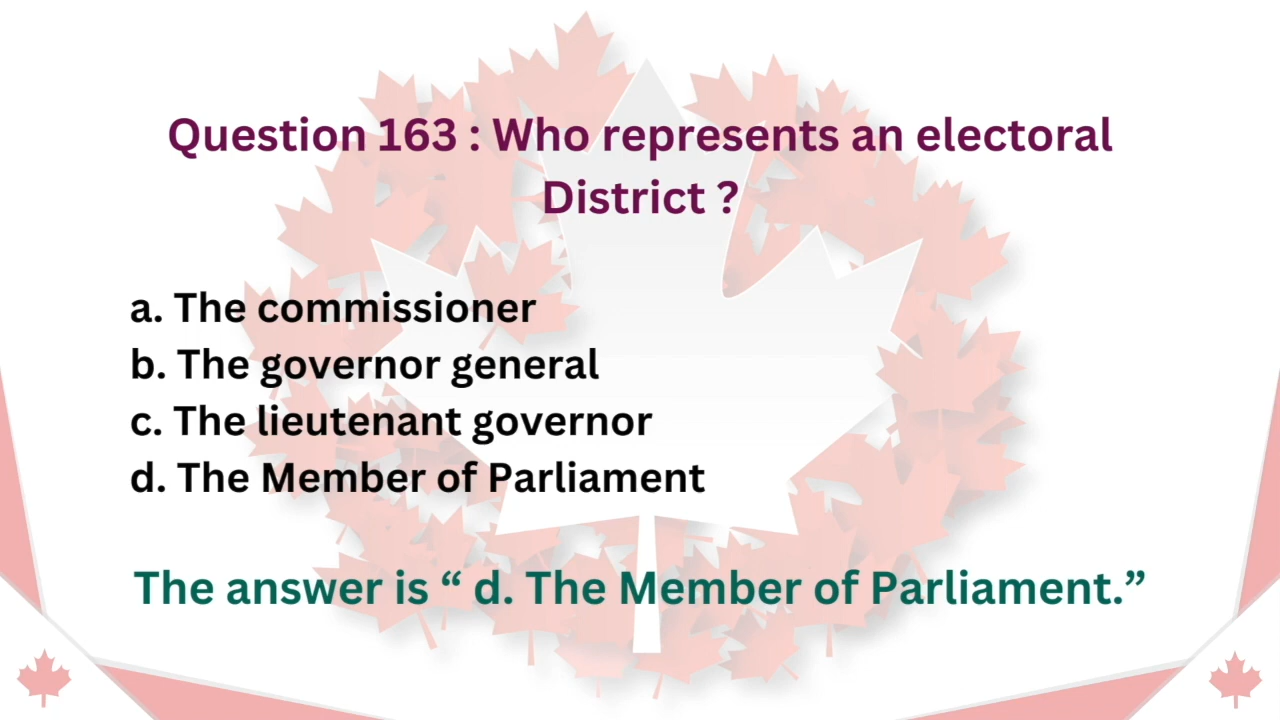 Question 163 : Who represents an electoral
District ?
a. The commissioner
b. The governor general
c. The lieutenant governor
d. The Member of Parliament
The answer is “ d. The Member of Parliament.”